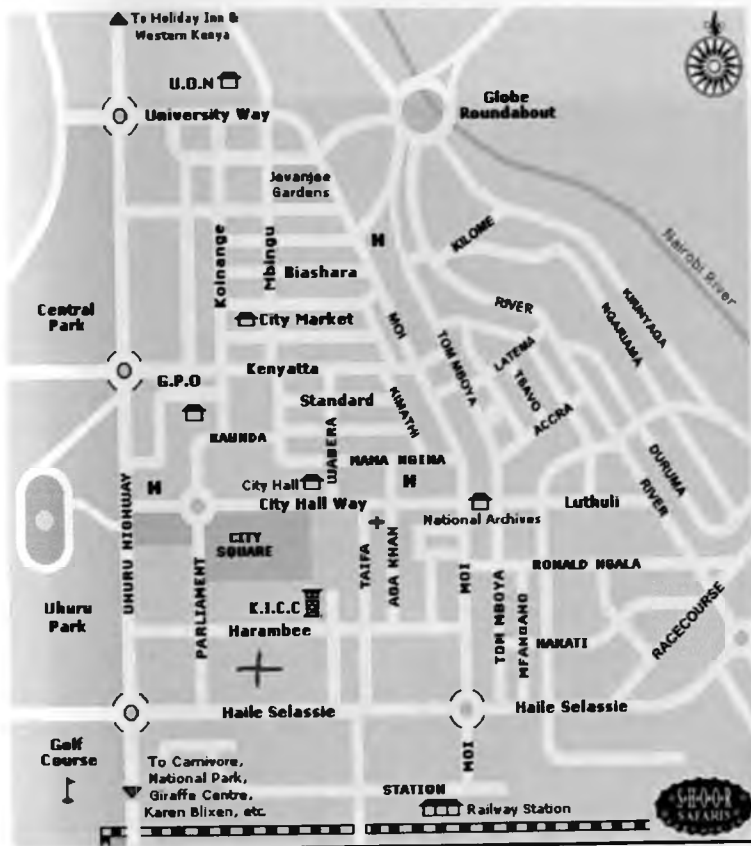 To Holiday Inn &
Western Kenya
U.O.N
University Way
Globe
Roundabout
Jevanjee
Gardens
Koinange
Mbingu
H
KILOME
Nairobi River
Biashara
RIVER
KIRINYAGA
NGARIAMA
Central
Park
City Market
MOI
TOM MBOYA
LATEMA
TSAVO
ACCRA
Kenyatta
G.P.O
Standard
KIMATHI
KAUNDA
WABERA
MAMA NGINA
DURUMA
RIVER
City Hall
H
H
City Hall Way
Luthuli
National Archives
UHURU HIGHWAY
CITY
SQUARE
PARLIAMENT
TAIFA
AGA KHAN
MOI
RONALD NGALA
TOM MBOYA
MFANGANO
Uhuru
Park
K.I.C.C
Harambee
HAKATI
RACECOURSE
Haile Selassie
Haile Selassie
Golf
Course
To Carnivore,
National Park,
Giraffe Centre,
Karen Blixen, etc.
MOI
STATION
Railway Station
SHOOR
SAFARIS